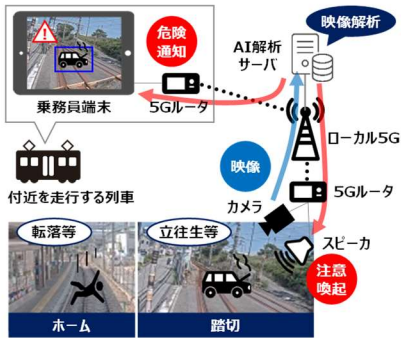 危険
通知
映像解析
AI解析
サーバ
乗務員端末
5Gルータ
ローカル5G
映像
5Gルータ
カメラ
付近を走行する列車
スピーカ
転落等
立往生等
注意
喚起
ホーム
踏切